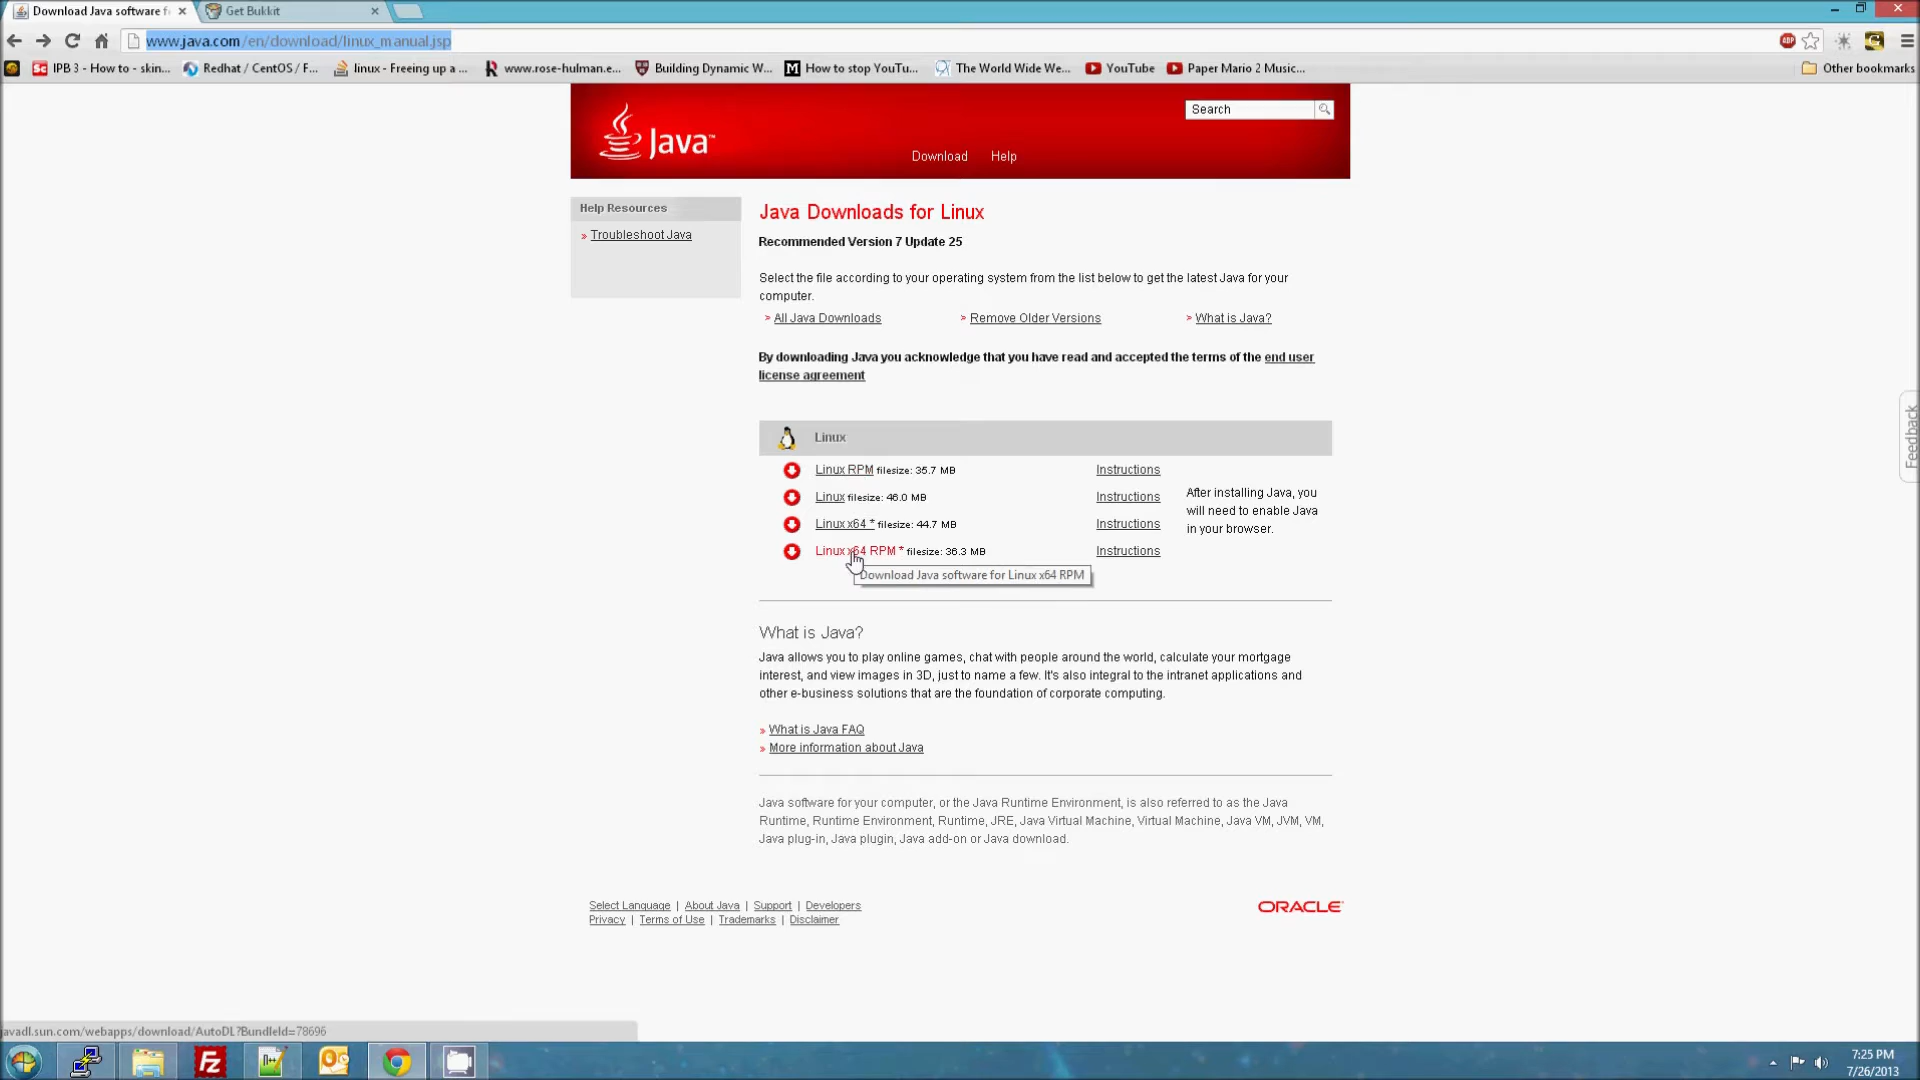 Download Java software f
Get Bukkit
www.java.com/en/download/linux_manual.jsp
ABP
IPB 3 - How to - skin...
Redhat / CentOS / F...
linux - Freeing up a ...
www.rose-hulman.e...
Building Dynamic W...
How to stop YouTu...
The World Wide We...
YouTube
Paper Mario 2 Music...
Other bookmarks
Java™
Search
Download
Help
Help Resources
» Troubleshoot Java
Java Downloads for Linux
Recommended Version 7 Update 25
Select the file according to your operating system from the list below to get the latest Java for your
computer.
> All Java Downloads
> Remove Older Versions
> What is Java?
By downloading Java you acknowledge that you have read and accepted the terms of the end user
license agreement
Linux
Linux RPM filesize: 35.7 MB
Instructions
Linux filesize: 46.0 MB
Instructions
Linux x64 * filesize: 44.7 MB
Instructions
Linux x64 RPM * filesize: 36.3 MB
Instructions
After installing Java, you
will need to enable Java
in your browser.
Download Java software for Linux x64 RPM
Feedback
What is Java?
Java allows you to play online games, chat with people around the world, calculate your mortgage
interest, and view images in 3D, just to name a few. It's also integral to the intranet applications and
other e-business solutions that are the foundation of corporate computing.
» What is Java FAQ
» More information about Java
Java software for your computer, or the Java Runtime Environment, is also referred to as the Java
Runtime, Runtime Environment, Runtime, JRE, Java Virtual Machine, Virtual Machine, Java VM, JVM, VM,
Java plug-in, Java plugin, Java add-on or Java download.
Select Language | About Java | Support | Developers
Privacy | Terms of Use | Trademarks | Disclaimer
ORACLE
javadl.sun.com/webapps/download/AutoDL?BundleId=78696
Fz
7:25 PM
7/26/2013